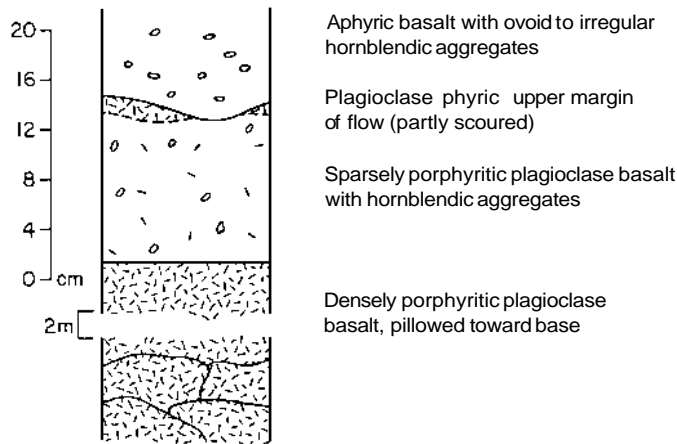 20
16
12
8
4
0 cm
2m
Aphyric basalt with ovoid to irregular
hornblendic aggregates
Plagioclase phyric upper margin
of flow (partly scoured)
Sparsely porphyritic plagioclase basalt
with hornblendic aggregates
Densely porphyritic plagioclase
basalt, pillowed toward base